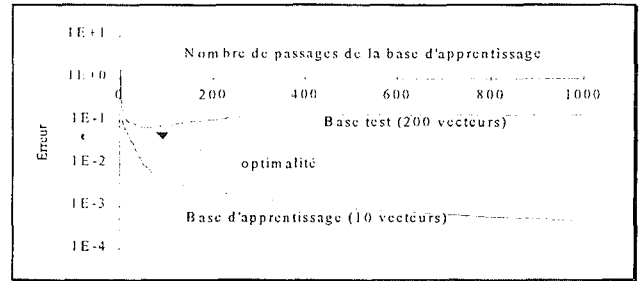 1E+1
Nombre de passages de la base d'apprentissage
1E+0
0 200 400 600 800 1000
1E-1
Base test (200 vecteurs)
Erreur
1E-2
optimalité
1E-3
Base d'apprentissage (10 vecteurs)
1E-4